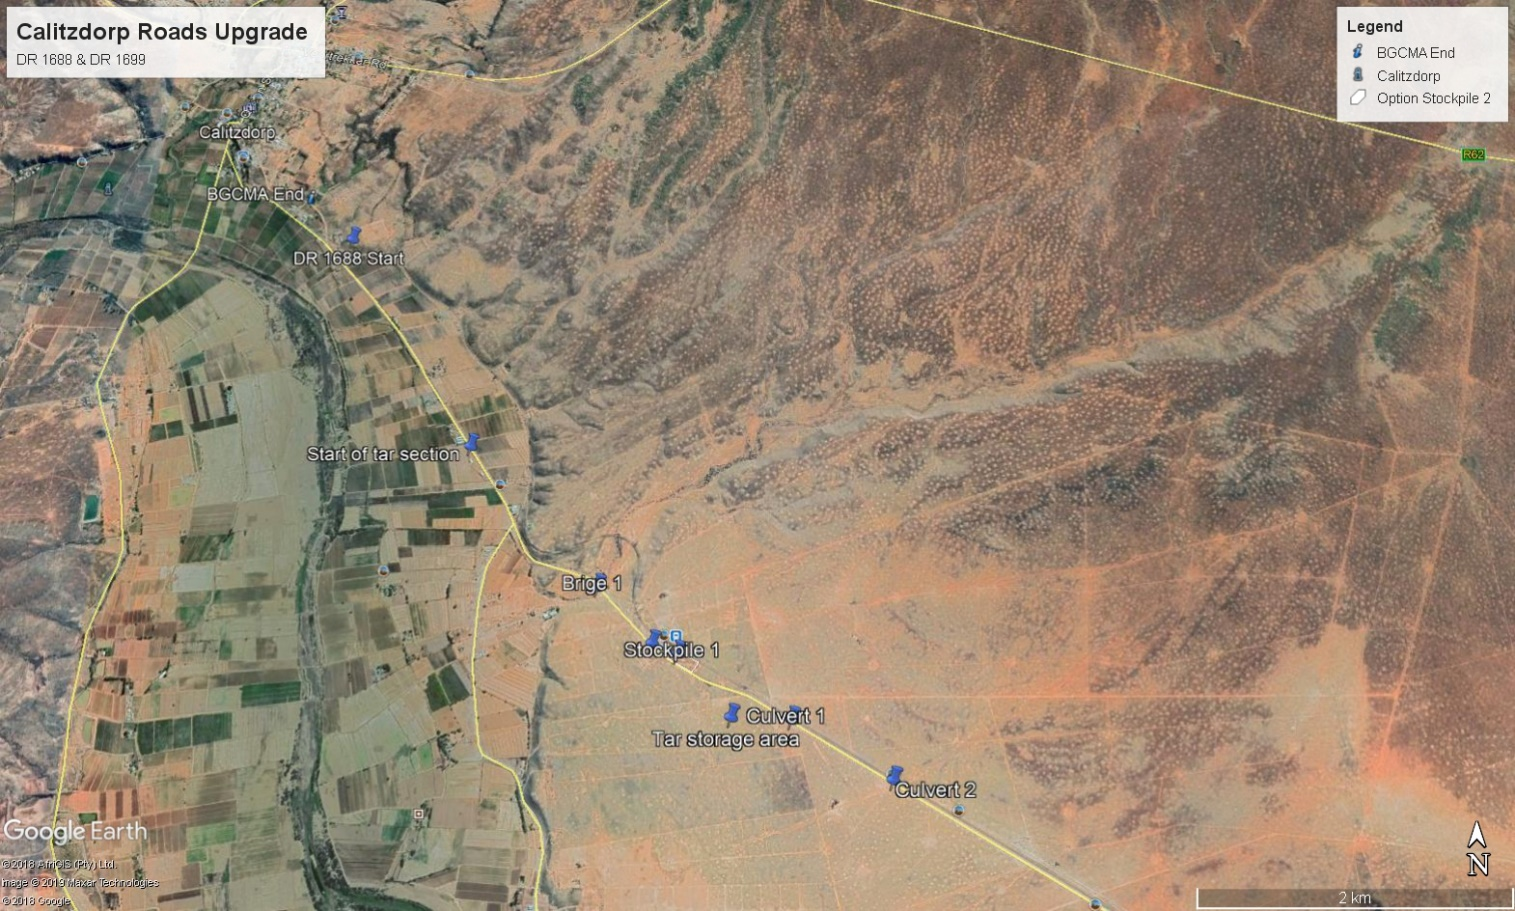 Calitzdorp Roads Upgrade
DR 1688 & DR 1699
Legend
BGCMA End
Calitzdorp
Option Stockpile 2
R62
Calitzdorp
BGCMA End
DR 1688 Start
Start of tar section
Brige 1
Stockpile 1
Culvert 1
Tar storage area
Culvert 2
Google Earth
© 2018 AfriGIS (Pty) Ltd.
Image © 2019 Maxar Technologies
© 2018 Google
N
2 km